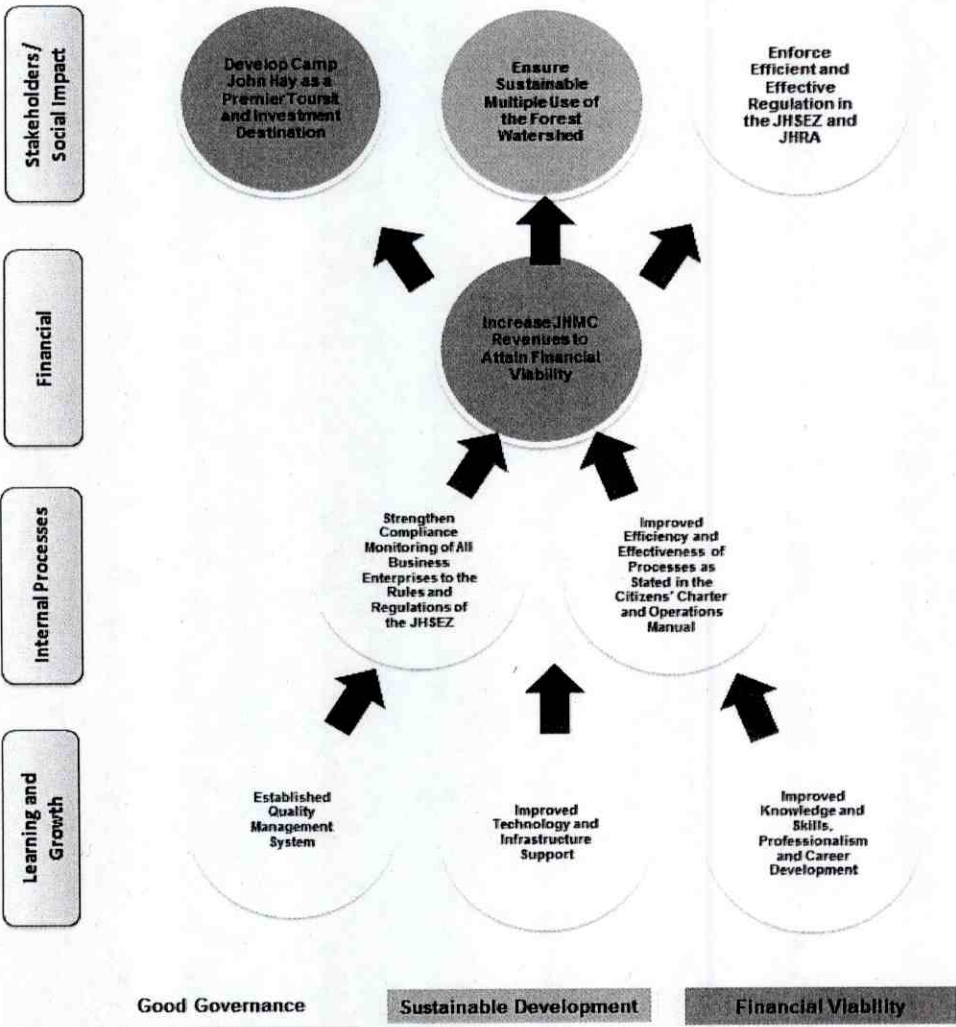 Stakeholders/
Social Impact
Develop Camp
John Hay as a
Premier Toursit
and Investment
Destination
Ensure
Sustainable
Multiple Use of
the Forest
Watershed
Enforce
Efficient and
Effective
Regulation in
the JHSEZ and
JHRA
Financial
Increase JHMC
Revenues to
Attain Financial
Viability
Internal Processes
Strengthen
Compliance
Monitoring of All
Business
Enterprises to the
Rules and
Regulations of
the JHSEZ
Improved
Efficiency and
Effectiveness of
Processes as
Stated in the
Citizens' Charter
and Operations
Manual
Learning and
Growth
Established
Quality
Management
System
Improved
Technology and
Infrastructure
Support
Improved
Knowledge and
Skills,
Professionalism
and Career
Development
Good Governance
Sustainable Development
Financial Viability